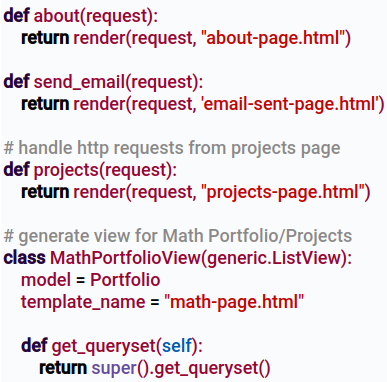 def about(request):
    return render(request, "about-page.html")

def send_email(request):
    return render(request, 'email-sent-page.html')

# handle http requests from projects page
def projects(request):
    return render(request, "projects-page.html")

# generate view for Math Portfolio/Projects
class MathPortfolioView(generic.ListView):
    model = Portfolio
    template_name = "math-page.html"

    def get_queryset(self):
        return super().get_queryset()